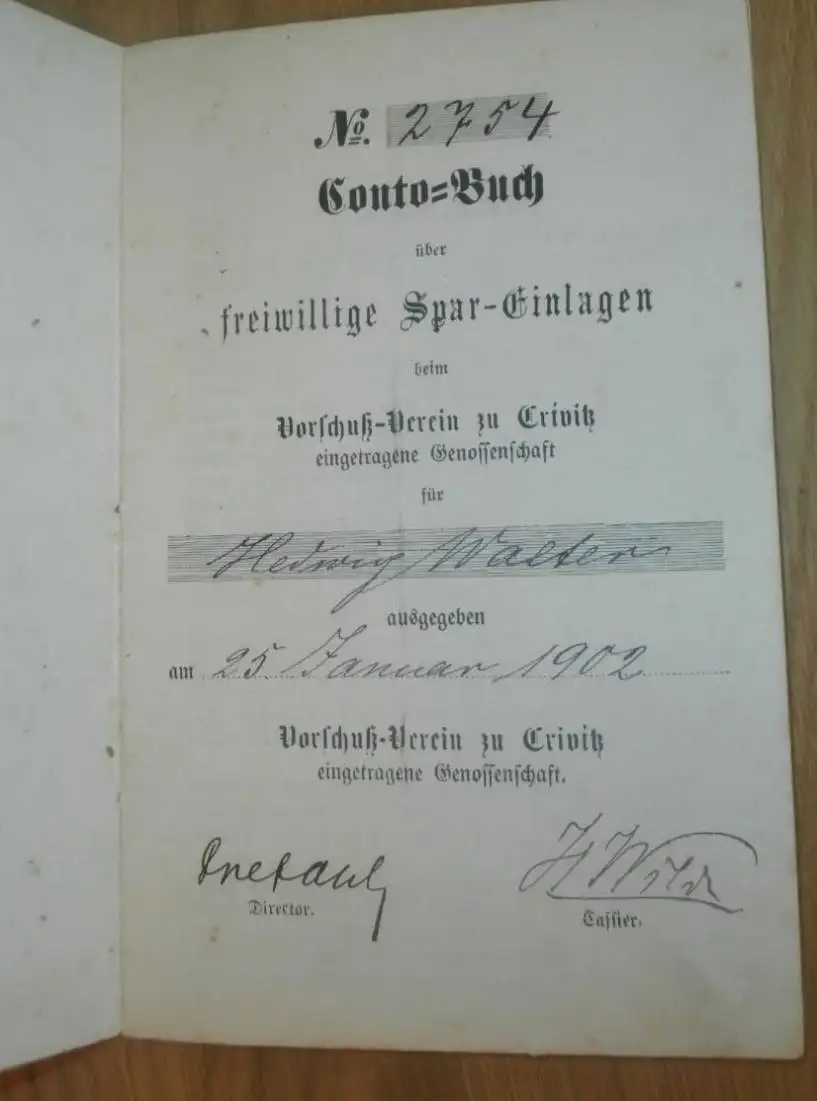 No. 2754
Conto=Buch
über
freiwillige Spar-Einlagen
beim
Vorschuß-Verein zu Crivitz
eingetragene Genossenschaft
für
Hedwig Walter
ausgegeben
am 25. Januar 1902
Vorschuß-Verein zu Crivitz
eingetragene Genossenschaft.
H Wilde
Director. Cassier.